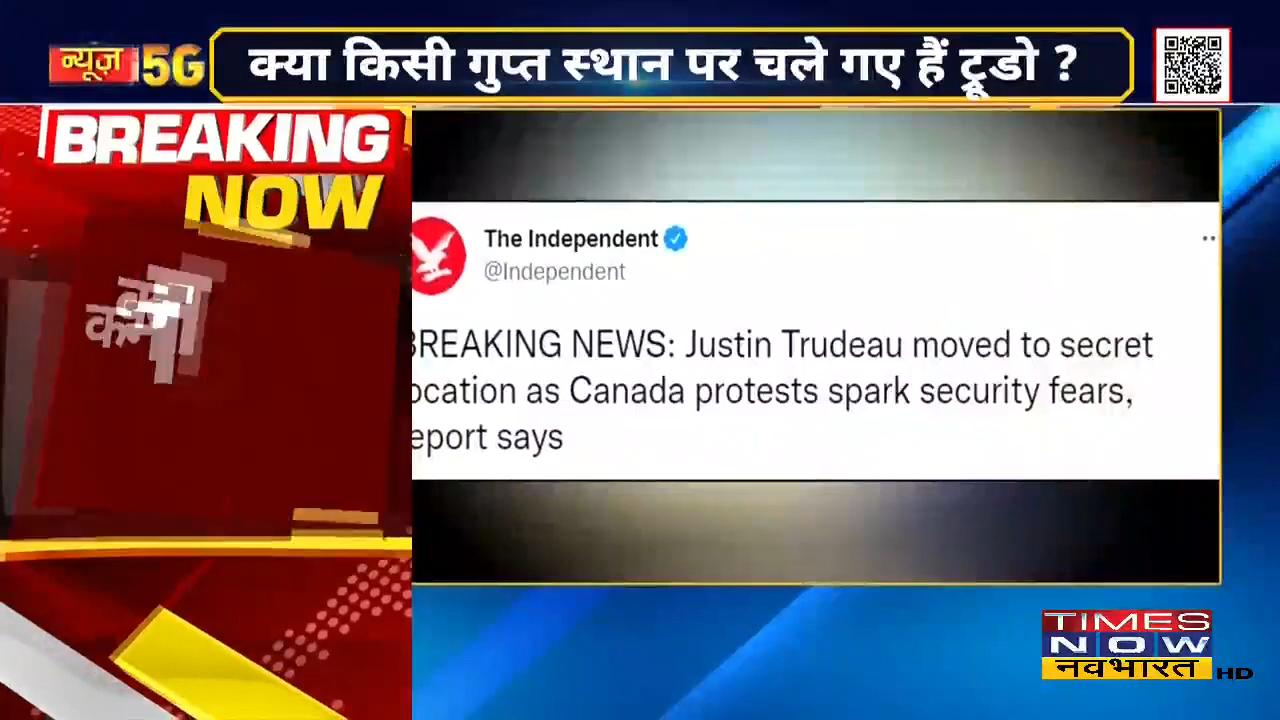 न्यूज़ 5G
क्या किसी गुप्त स्थान पर चले गए हैं ट्रूडो ?
BREAKING
NOW
The Independent
@Independent
BREAKING NEWS: Justin Trudeau moved to secret
ocation as Canada protests spark security fears,
eport says
TIMES
NOW
नवभारत HD